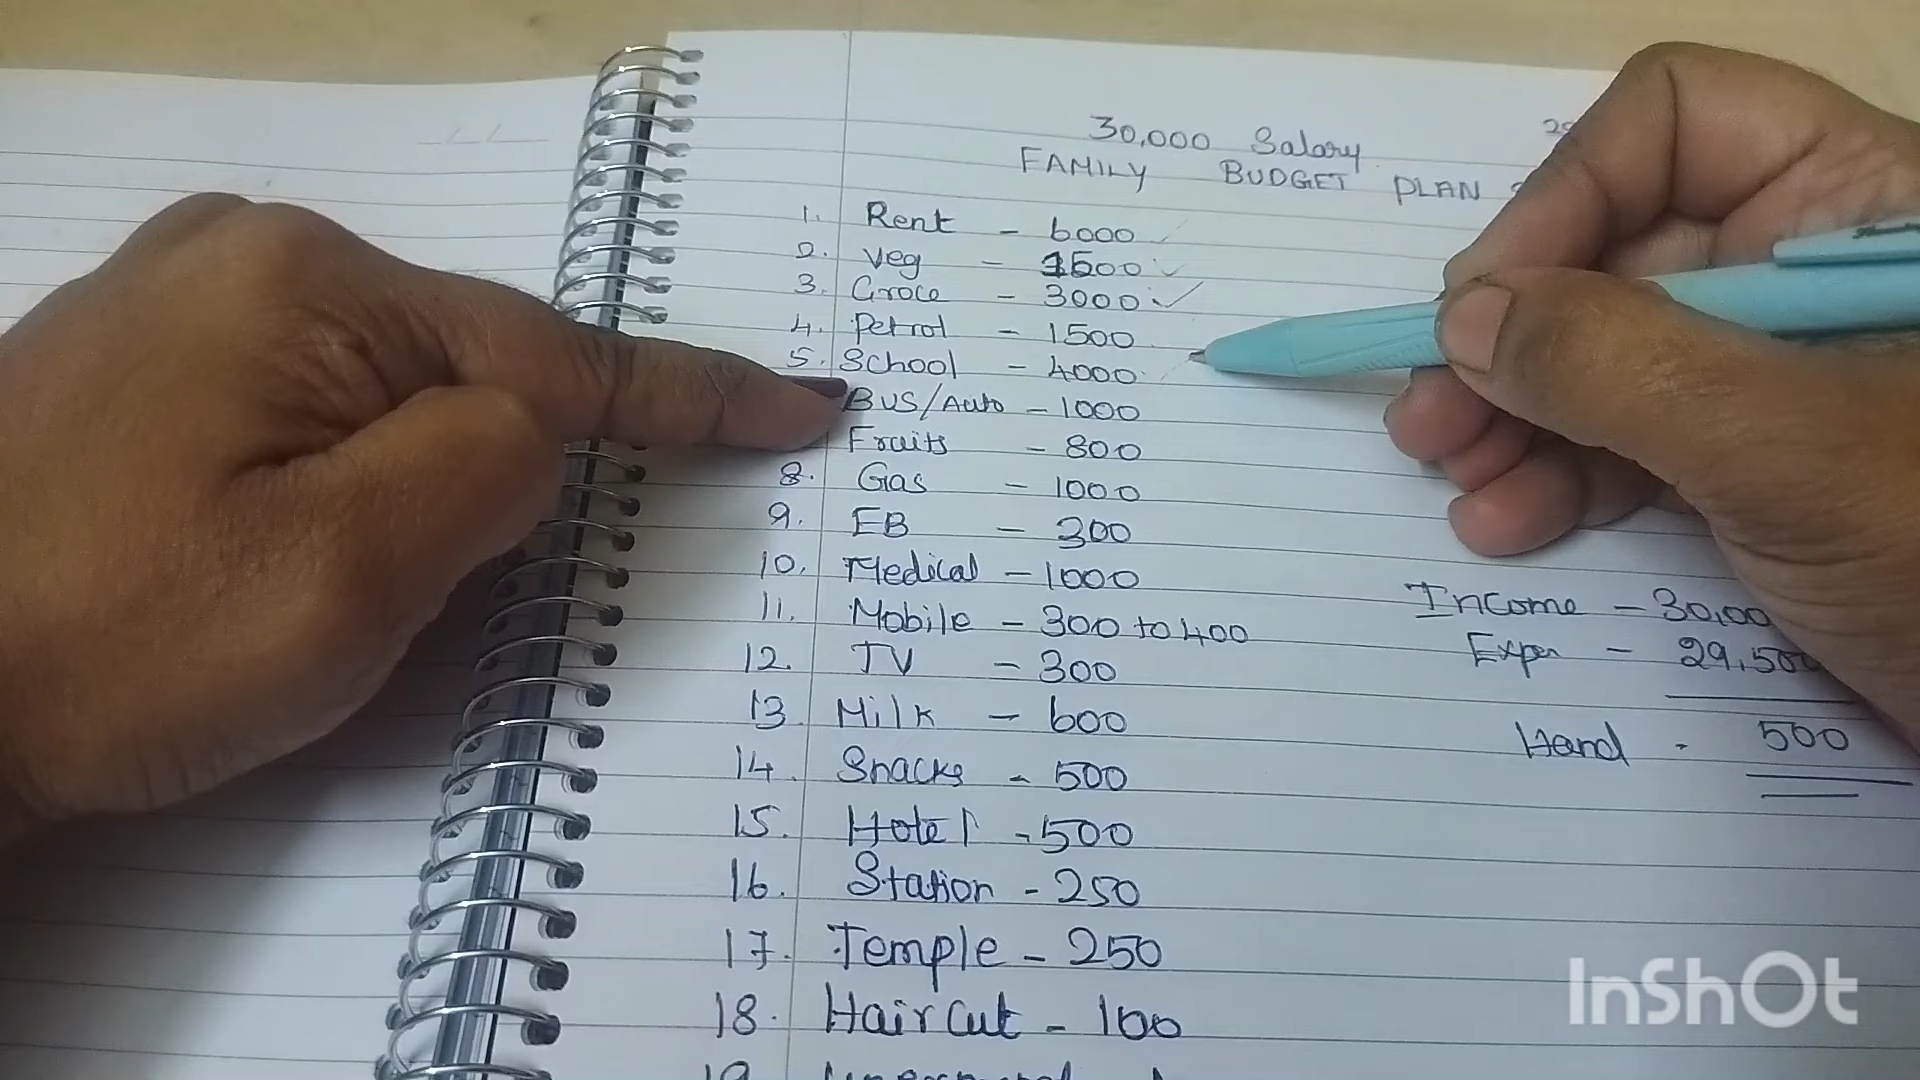 30,000 Salary
FAMILY BUDGET PLAN
1. Rent - 6000
2. Veg - 1500
3. Groce - 3000 ✓
4. Petrol - 1500
5. School - 4000
BUS/Auto - 1000
Fruits - 800
8. Gas - 1000
9. EB - 300
10. Medical - 1000
11. Mobile - 300 to 400
12. TV - 300
13. Milk - 600
14. Snacks - 500
15. Hotel - 500
16. Station - 250
17. Temple - 250
18. Haircut - 100
19.
Income - 30,00
Expen - 29,500
Hand - 500
InShOt